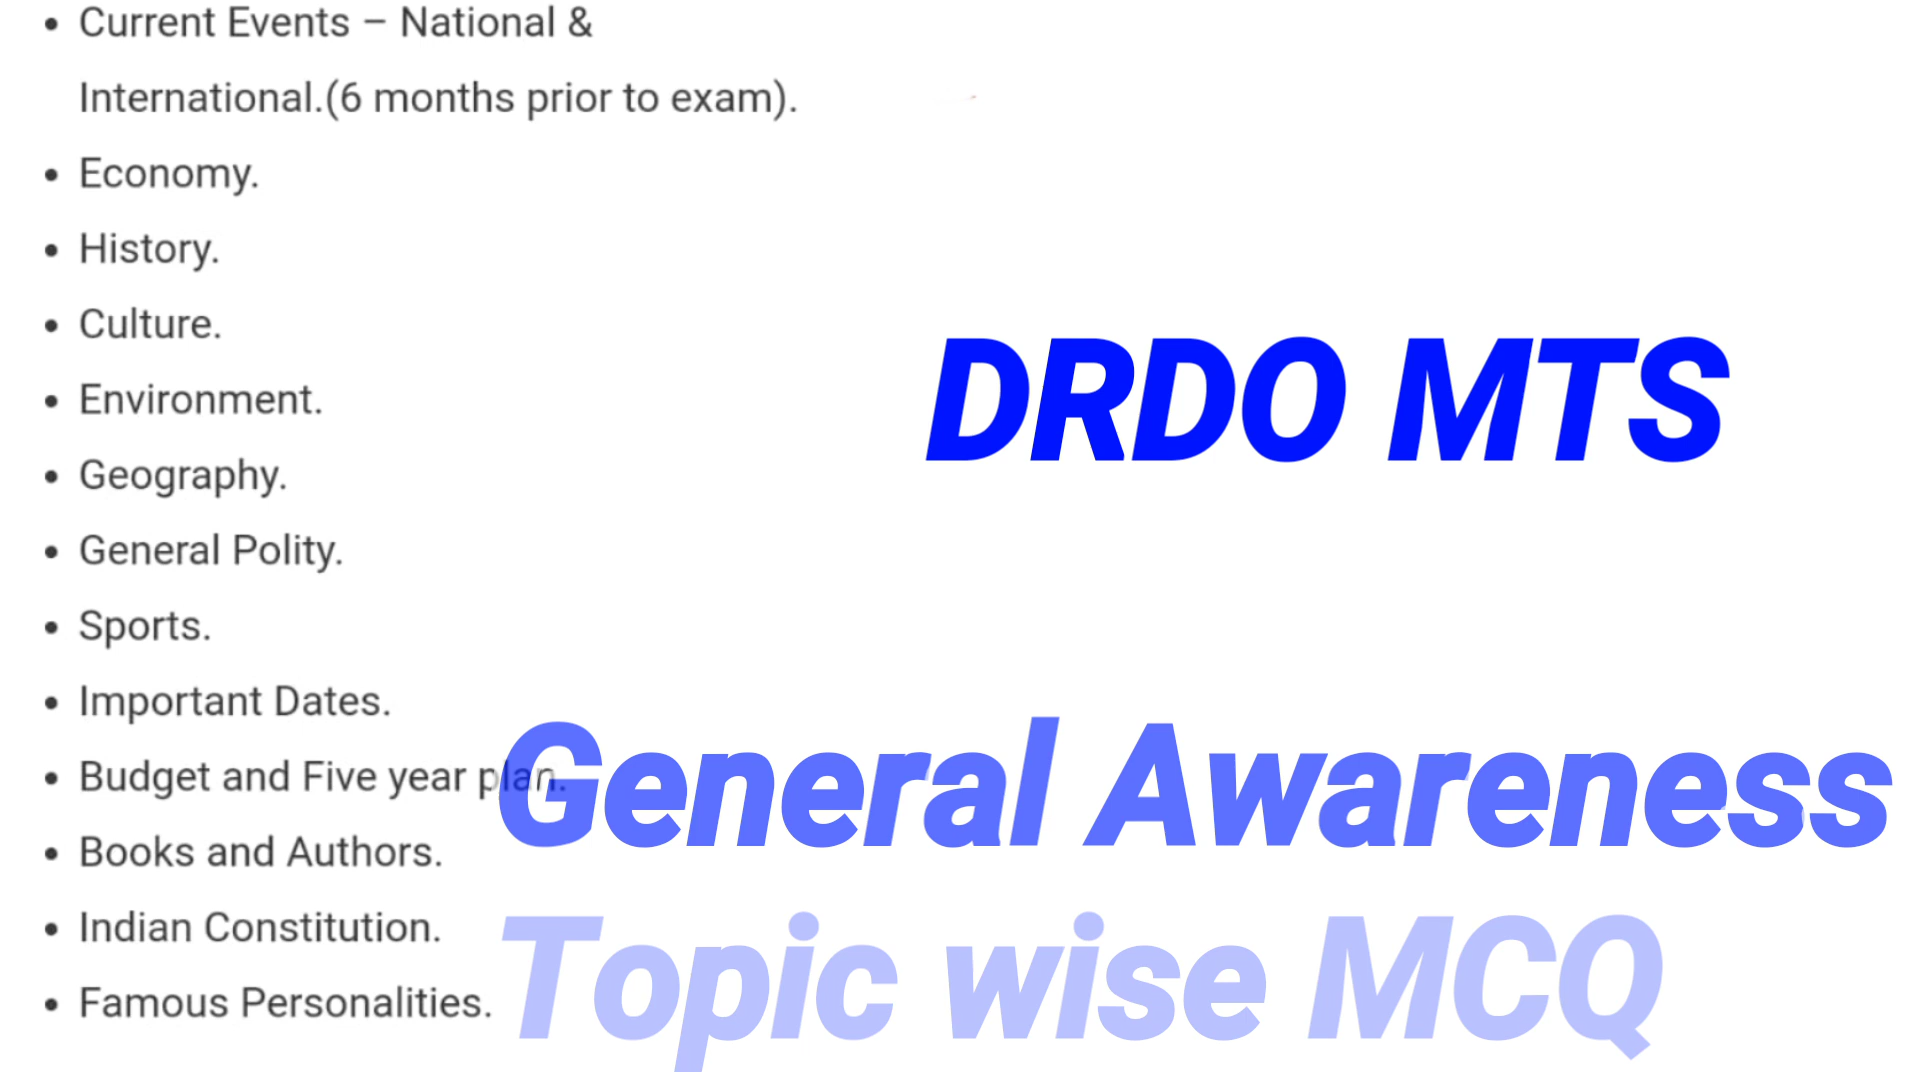 Current Events – National &
International.(6 months prior to exam).
Economy.
History.
Culture.
Environment.
Geography.
General Polity.
Sports.
Important Dates.
Budget and Five year plan.
Books and Authors.
Indian Constitution.
Famous Personalities.
DRDO MTS
General Awareness
Topic wise MCQ